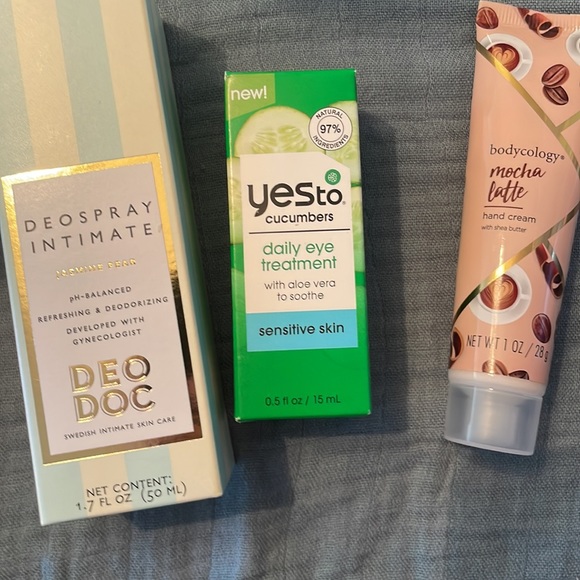 DEOSPRAY
INTIMATE
JASMINE PEAR
pH-BALANCED
REFRESHING & DEODORIZING
DEVELOPED WITH
GYNECOLOGIST
DEO
DOC
SWEDISH INTIMATE SKIN CARE
NET CONTENT:
1.7 FL OZ (50 ML)
new!
NATURAL
97%
INGREDIENTS
yes to®
cucumbers
daily eye
treatment
with aloe vera
to soothe
sensitive skin
0.5 fl oz / 15 mL
bodycology®
mocha
latte
hand cream
with shea butter
NET WT 1 OZ / 28 g